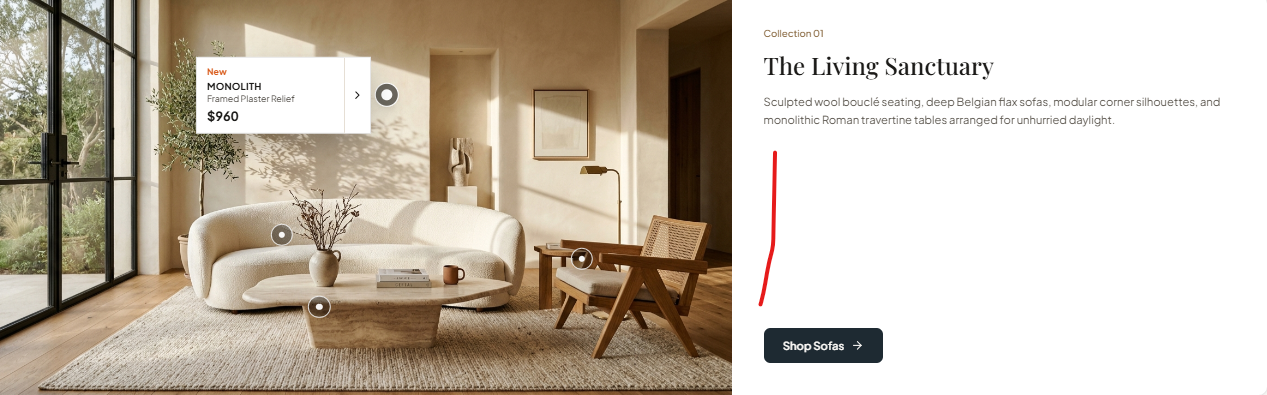 New
MONOLITH
Framed Plaster Relief
$960
Collection 01
The Living Sanctuary
Sculpted wool bouclé seating, deep Belgian flax sofas, modular corner silhouettes, and
monolithic Roman travertine tables arranged for unhurried daylight.
Shop Sofas